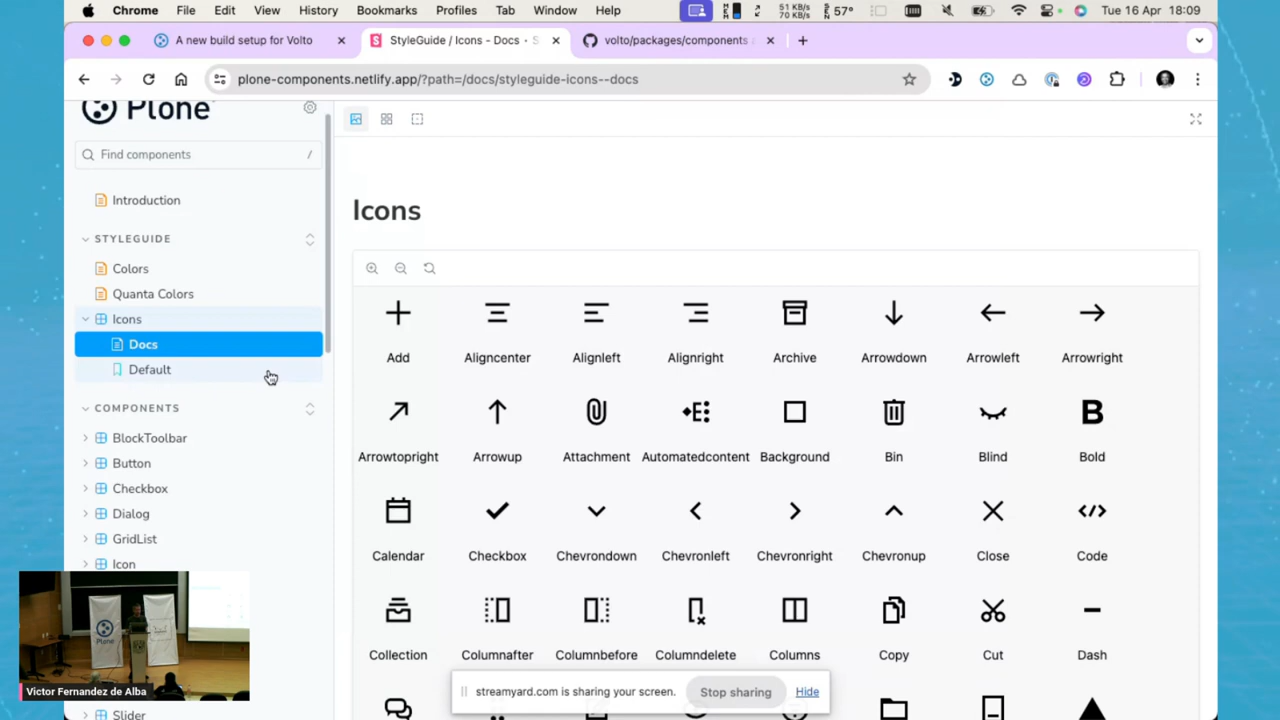 Chrome File Edit View History Bookmarks Profiles Tab Window Help 51 KB/s 70 KB/s 57° Tue 16 Apr 18:09
A new build setup for Volto StyleGuide / Icons - Docs · S volto/packages/components
plone-components.netlify.app/?path=/docs/styleguide-icons--docs
Plone
Find components /
Introduction
STYLEGUIDE
Colors
Quanta Colors
Icons
Docs
Default
COMPONENTS
BlockToolbar
Button
Checkbox
Dialog
GridList
Icon
Slider
Icons
Add Aligncenter Alignleft Alignright Archive Arrowdown Arrowleft Arrowright
Arrowtopright Arrowup Attachment Automatedcontent Background Bin Blind Bold
Calendar Checkbox Chevrondown Chevronleft Chevronright Chevronup Close Code
Collection Columnafter Columnbefore Columndelete Columns Copy Cut Dash
streamyard.com is sharing your screen. Stop sharing Hide
Plone
Victor Fernandez de Alba